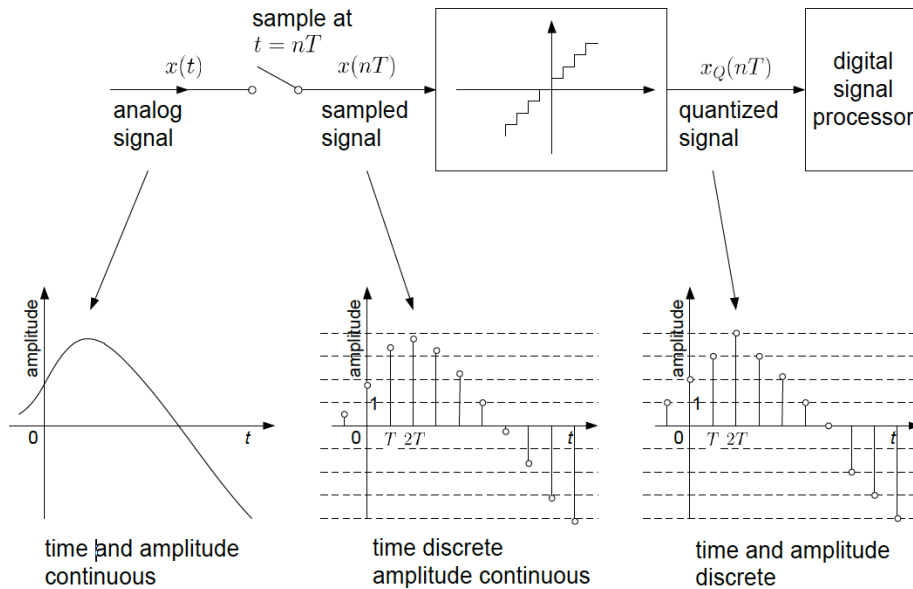 sample at
t = nT
x(t)
x(nT)
x_Q(nT)
analog
signal
sampled
signal
quantized
signal
digital
signal
processor
amplitude
0
t
amplitude
1
0
T
2T
t
amplitude
1
0
T
2T
t
time and amplitude
continuous
time discrete
amplitude continuous
time and amplitude
discrete